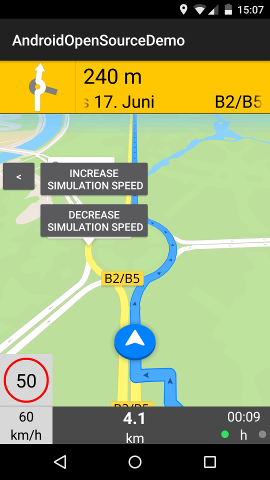 15:07
AndroidOpenSourceDemo
240 m
s 17. Juni B2/B5
<
INCREASE
SIMULATION SPEED
DECREASE
SIMULATION SPEED
B2/B5
50
60
km/h
4.1
km
00:09
h